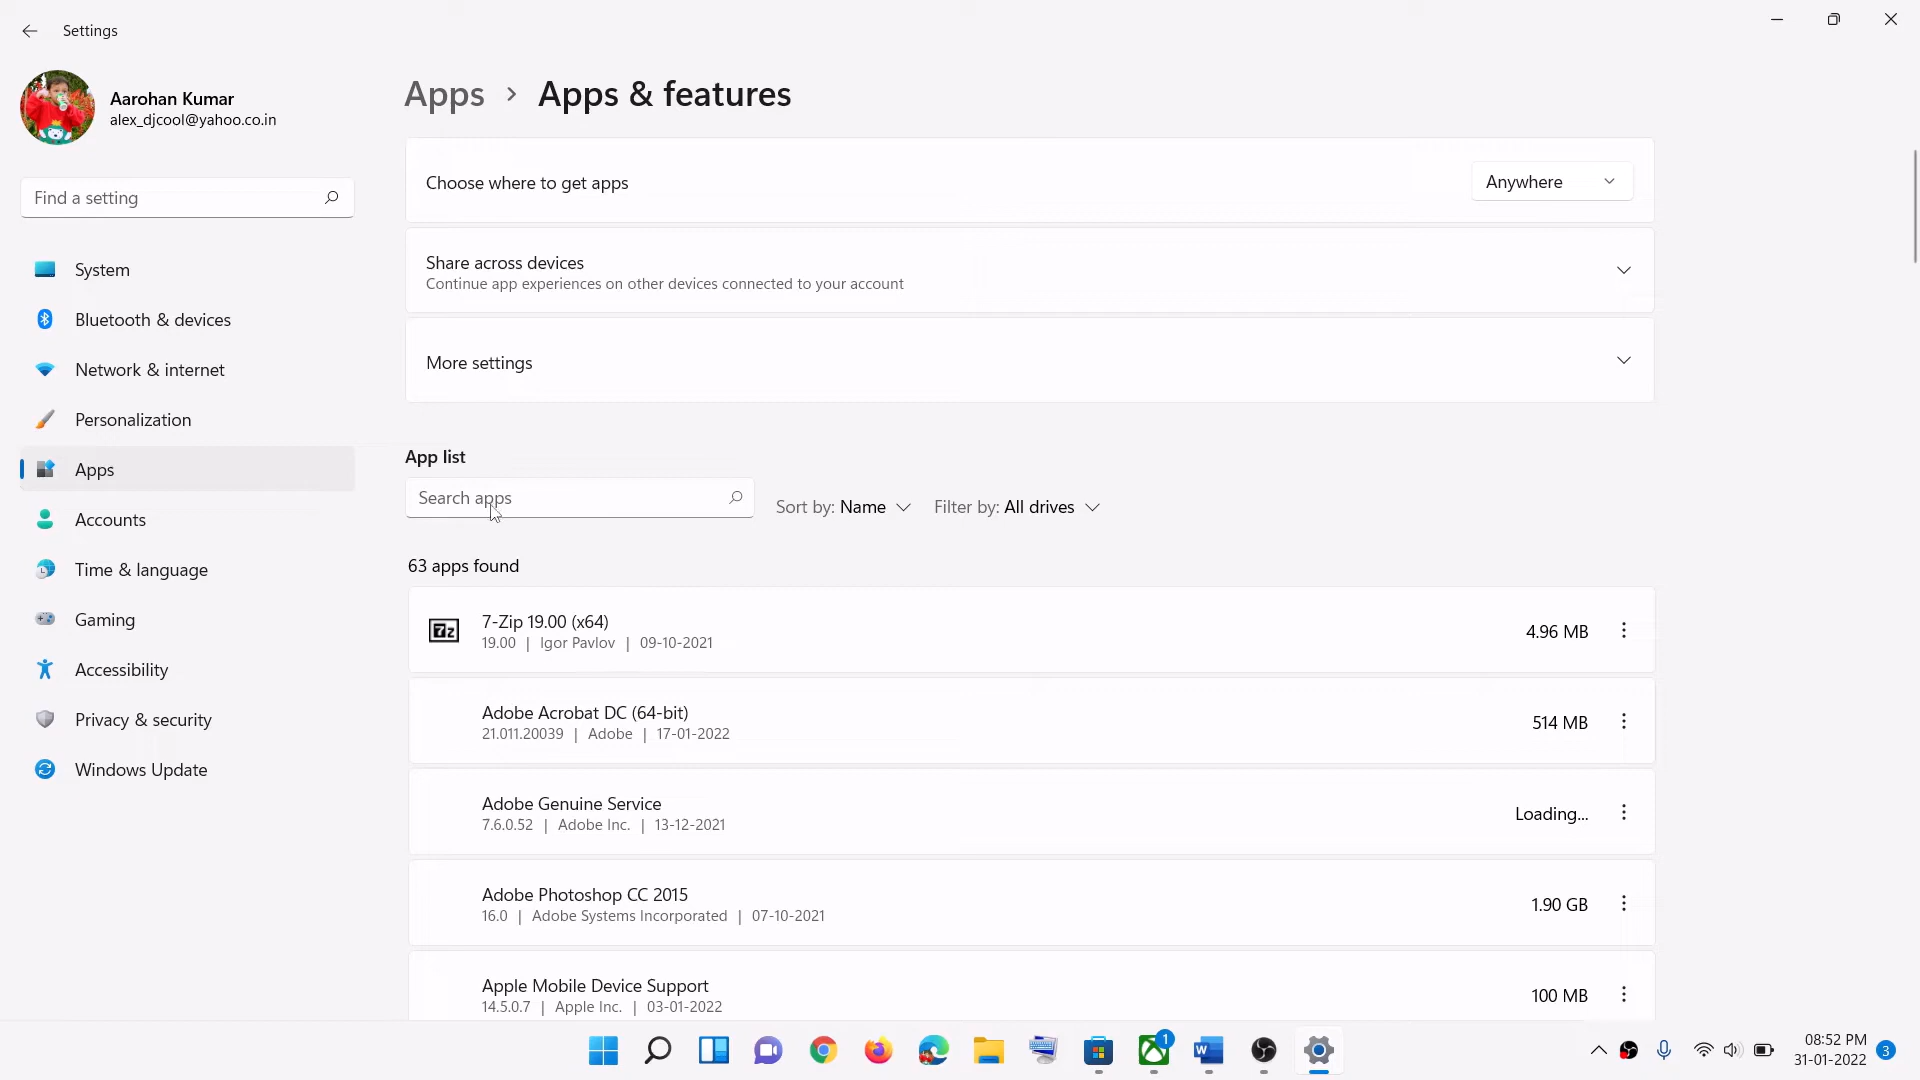 Settings
Aarohan Kumar
alex_djcool@yahoo.co.in
Find a setting
System
Bluetooth & devices
Network & internet
Personalization
Apps
Accounts
Time & language
Gaming
Accessibility
Privacy & security
Windows Update
Apps > Apps & features
Choose where to get apps
Anywhere
Share across devices
Continue app experiences on other devices connected to your account
More settings
App list
Search apps
Sort by: Name
Filter by: All drives
63 apps found
7-Zip 19.00 (x64)
19.00 | Igor Pavlov | 09-10-2021
4.96 MB
Adobe Acrobat DC (64-bit)
21.011.20039 | Adobe | 17-01-2022
514 MB
Adobe Genuine Service
7.6.0.52 | Adobe Inc. | 13-12-2021
Loading...
Adobe Photoshop CC 2015
16.0 | Adobe Systems Incorporated | 07-10-2021
1.90 GB
Apple Mobile Device Support
14.5.0.7 | Apple Inc. | 03-01-2022
100 MB
1
08:52 PM
31-01-2022
3